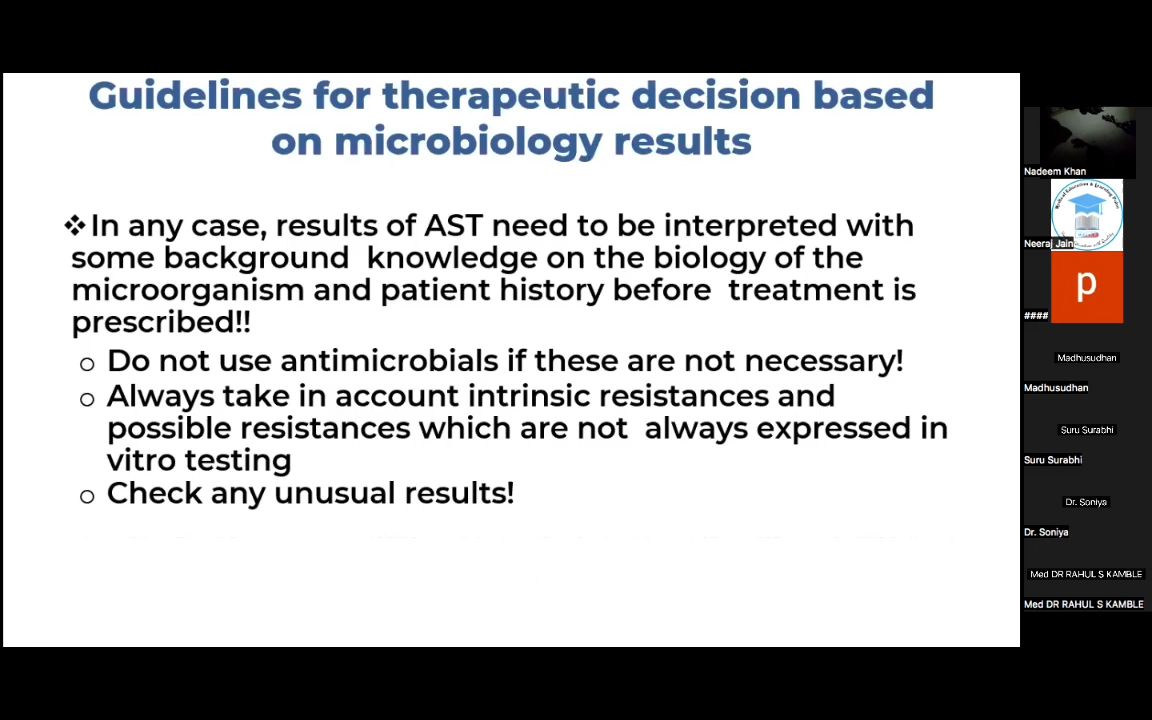 Guidelines for therapeutic decision based
on microbiology results
❖In any case, results of AST need to be interpreted with
some background knowledge on the biology of the
microorganism and patient history before treatment is
prescribed!!
o Do not use antimicrobials if these are not necessary!
o Always take in account intrinsic resistances and
possible resistances which are not always expressed in
vitro testing
o Check any unusual results!
Nadeem Khan
Neeraj Jain
p
####
Madhusudhan
Madhusudhan
Suru Surabhi
Suru Surabhi
Dr. Soniya
Dr. Soniya
Med DR RAHUL S KAMBLE
Med DR RAHUL S KAMBLE